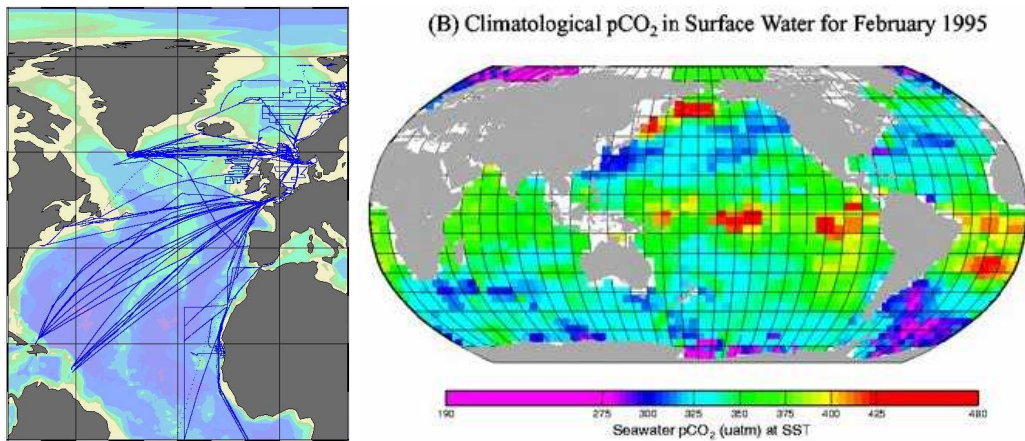 (B) Climatological pCO₂ in Surface Water for February 1995
190 275 300 325 350 375 400 425 480
Seawater pCO₂ (uatm) at SST